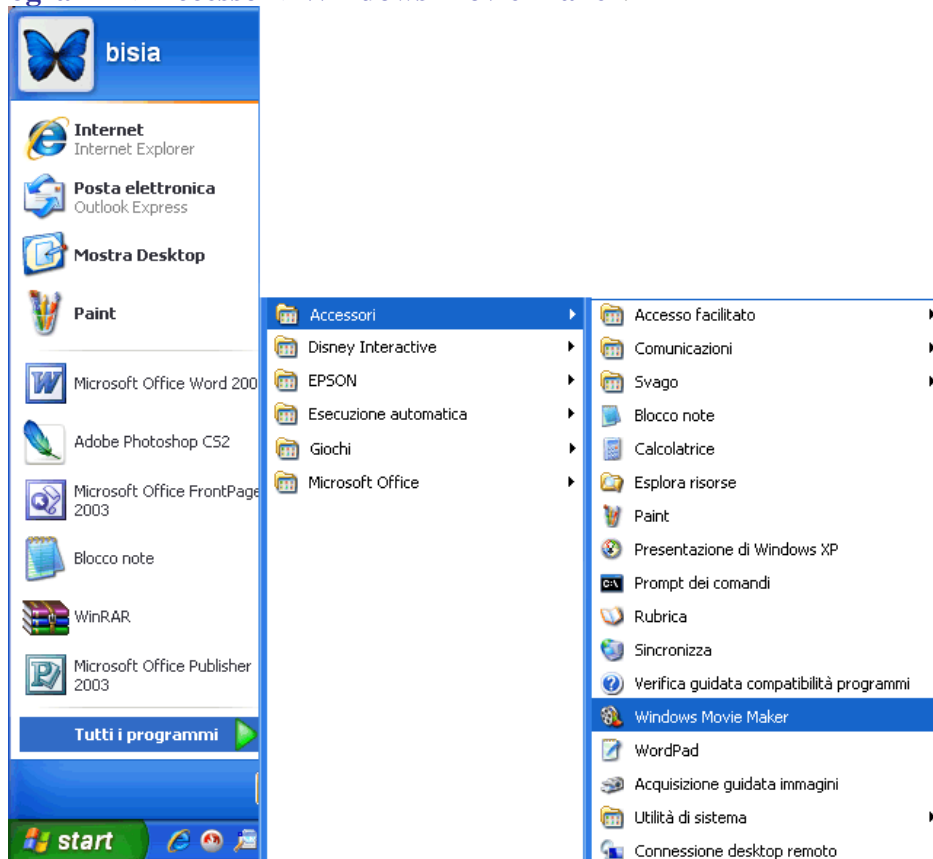 bisia
Internet
Internet Explorer
Posta elettronica
Outlook Express
Mostra Desktop
Paint
Microsoft Office Word 200
Adobe Photoshop CS2
Microsoft Office FrontPage
2003
Blocco note
WinRAR
Microsoft Office Publisher
2003
Tutti i programmi
start
Accessori
Disney Interactive
EPSON
Esecuzione automatica
Giochi
Microsoft Office
Accesso facilitato
Comunicazioni
Svago
Blocco note
Calcolatrice
Esplora risorse
Paint
Presentazione di Windows XP
Prompt dei comandi
Rubrica
Sincronizza
Verifica guidata compatibilità programmi
Windows Movie Maker
WordPad
Acquisizione guidata immagini
Utilità di sistema
Connessione desktop remoto